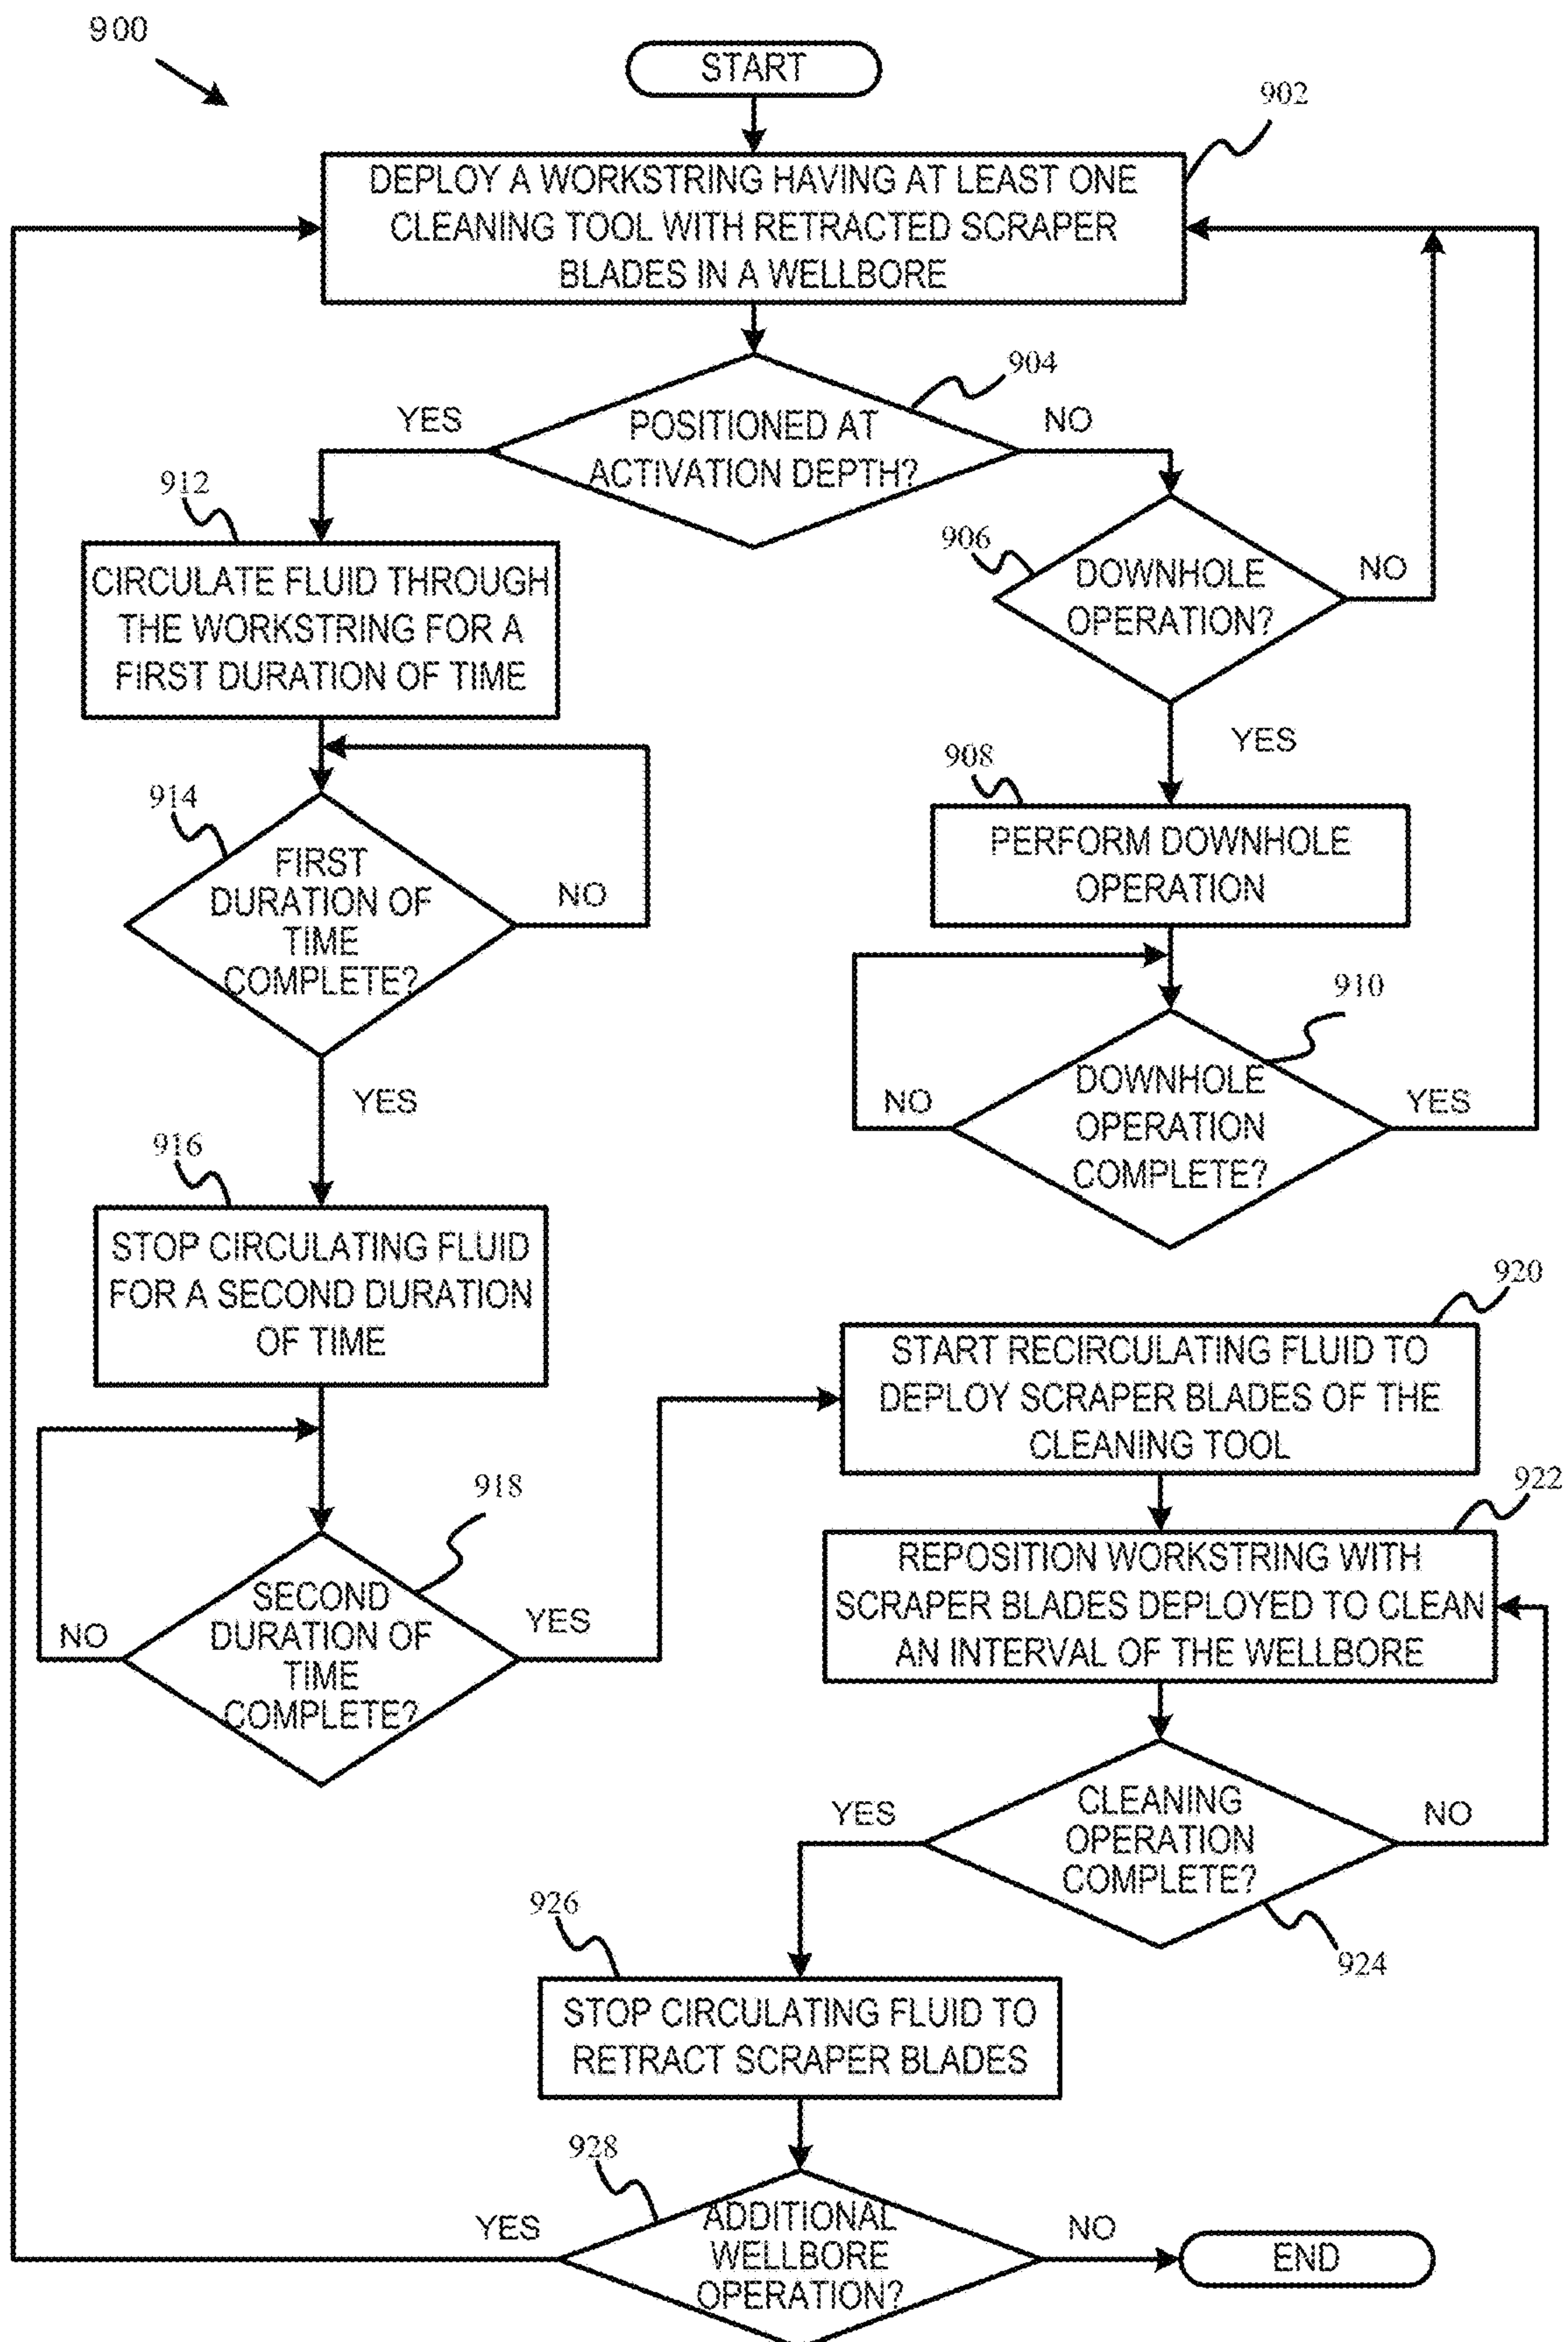 900
START
902
DEPLOY A WORKSTRING HAVING AT LEAST ONE
CLEANING TOOL WITH RETRACTED SCRAPER
BLADES IN A WELLBORE
904
YES
POSITIONED AT
ACTIVATION DEPTH?
NO
912
CIRCULATE FLUID THROUGH
THE WORKSTRING FOR A
FIRST DURATION OF TIME
906
DOWNHOLE
OPERATION?
NO
YES
908
PERFORM DOWNHOLE
OPERATION
914
FIRST
DURATION OF
TIME
COMPLETE?
NO
YES
910
DOWNHOLE
OPERATION
COMPLETE?
NO
YES
916
STOP CIRCULATING FLUID
FOR A SECOND DURATION
OF TIME
918
SECOND
DURATION OF
TIME
COMPLETE?
NO
YES
920
START RECIRCULATING FLUID TO
DEPLOY SCRAPER BLADES OF THE
CLEANING TOOL
922
REPOSITION WORKSTRING WITH
SCRAPER BLADES DEPLOYED TO CLEAN
AN INTERVAL OF THE WELLBORE
YES
CLEANING
OPERATION
COMPLETE?
NO
924
926
STOP CIRCULATING FLUID TO
RETRACT SCRAPER BLADES
928
YES
ADDITIONAL
WELLBORE
OPERATION?
NO
END